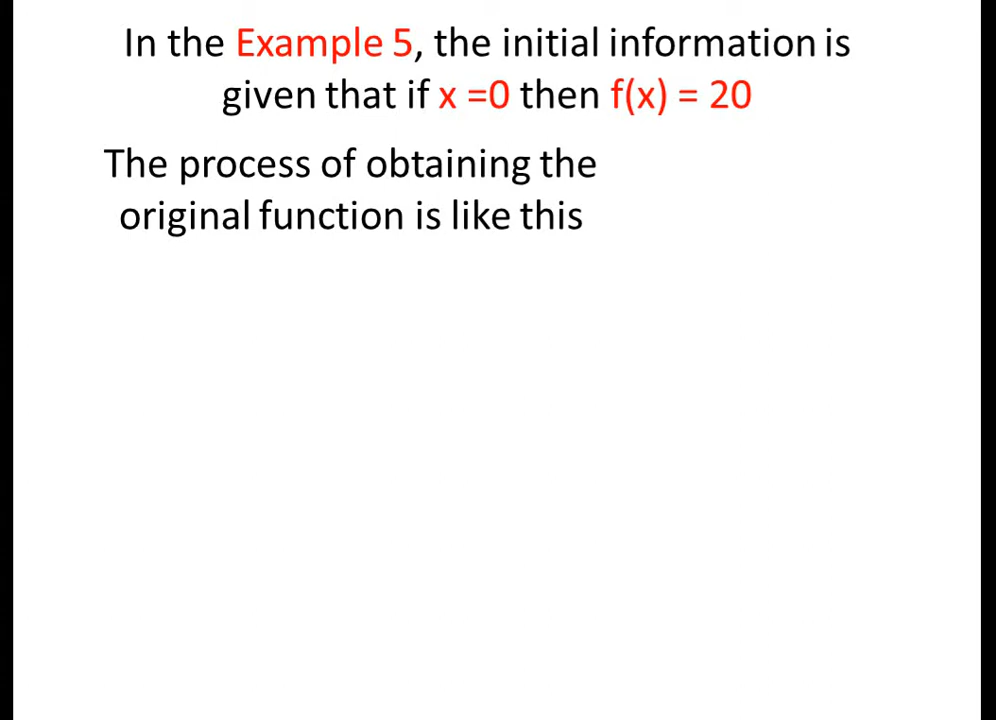 In the Example 5, the initial information is
given that if x =0 then f(x) = 20
The process of obtaining the
original function is like this